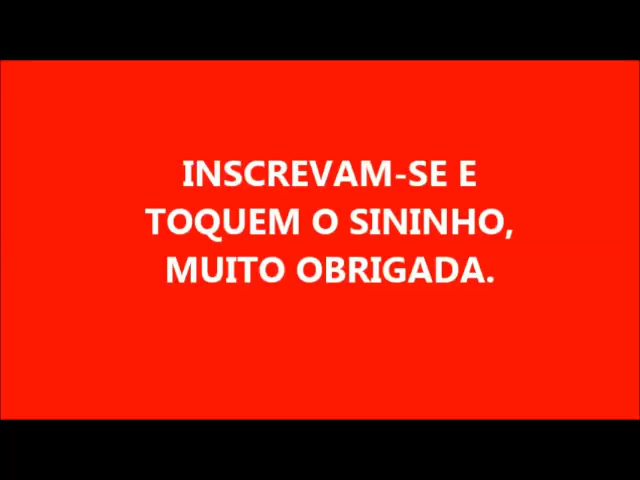 INSCREVAM-SE E
TOQUEM O SININHO,
MUITO OBRIGADA.